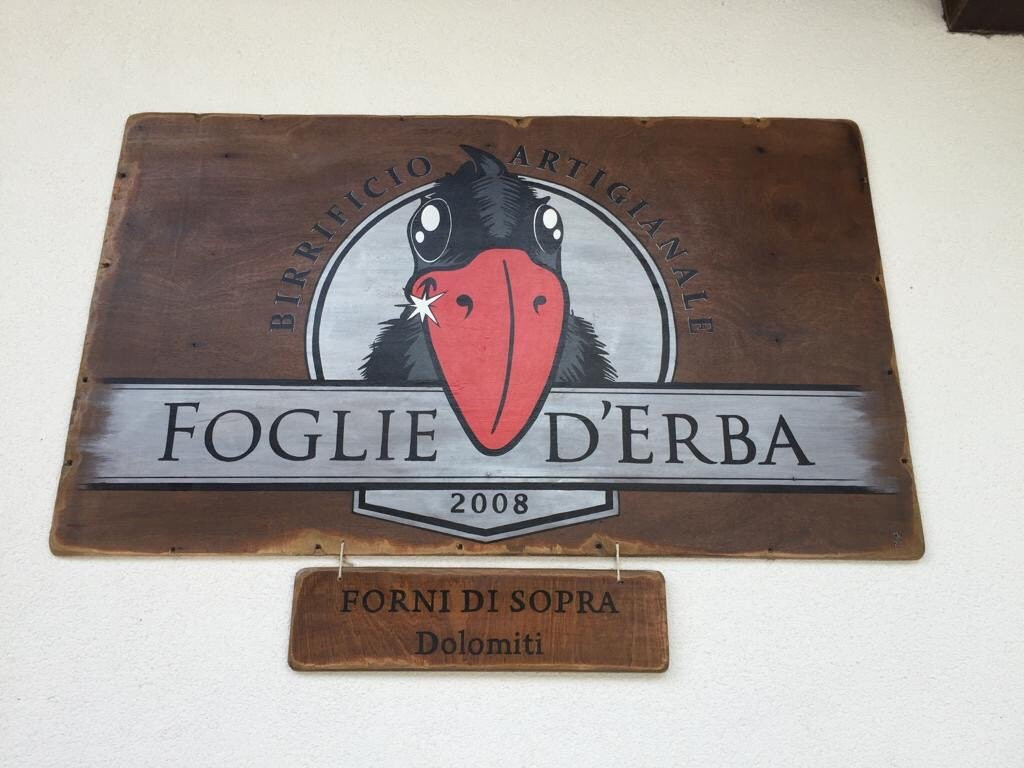 BIRRIFICIO ARTIGIANALE
FOGLIE D'ERBA
2008
FORNI DI SOPRA
Dolomiti